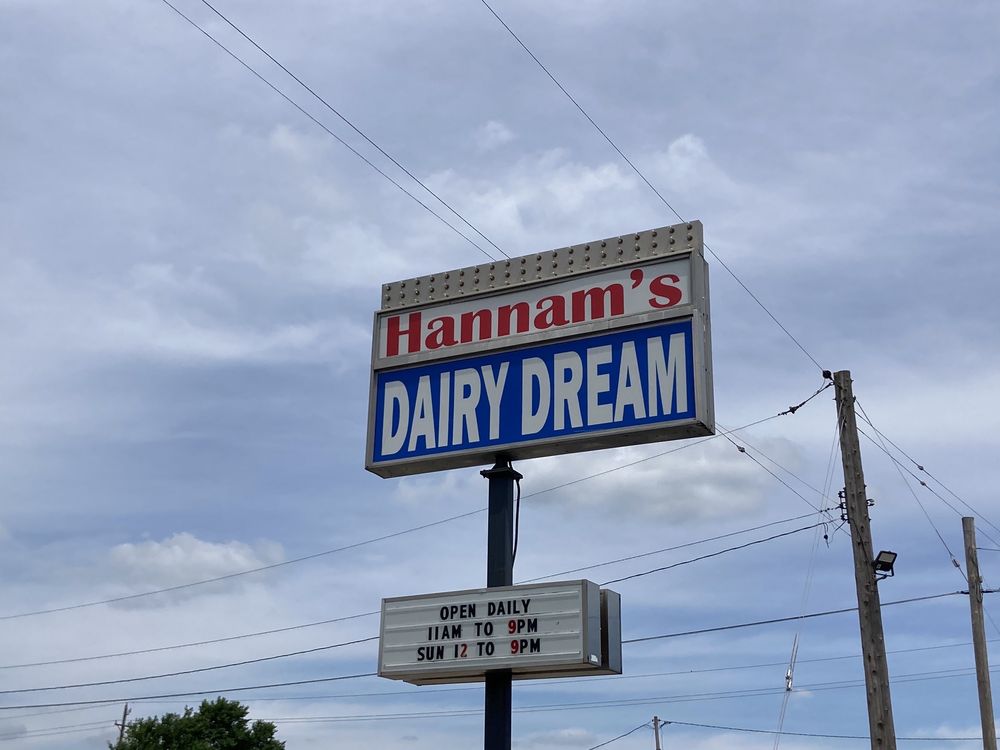 Hannam's
DAIRY DREAM
OPEN DAILY
11AM TO 9PM
SUN 12 TO 9PM